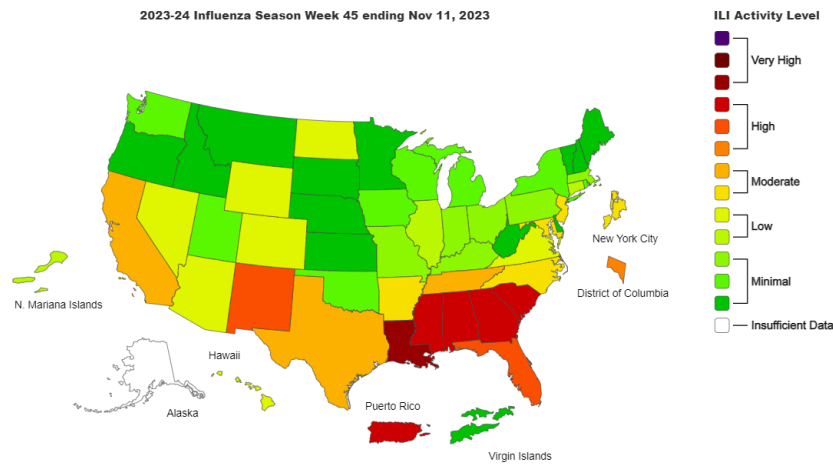 2023-24 Influenza Season Week 45 ending Nov 11, 2023
ILI Activity Level
Very High
High
Moderate
Low
Minimal
Insufficient Data
New York City
District of Columbia
N. Mariana Islands
Hawaii
Alaska
Puerto Rico
Virgin Islands